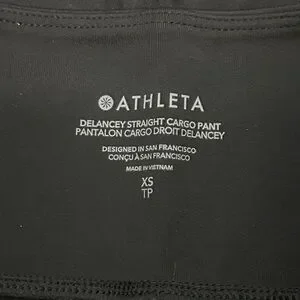 ATHLETA
DELANCEY STRAIGHT CARGO PANT
PANTALON CARGO DROIT DELANCEY
DESIGNED IN SAN FRANCISCO
CONÇU À SAN FRANCISCO
MADE IN VIETNAM
XS
TP